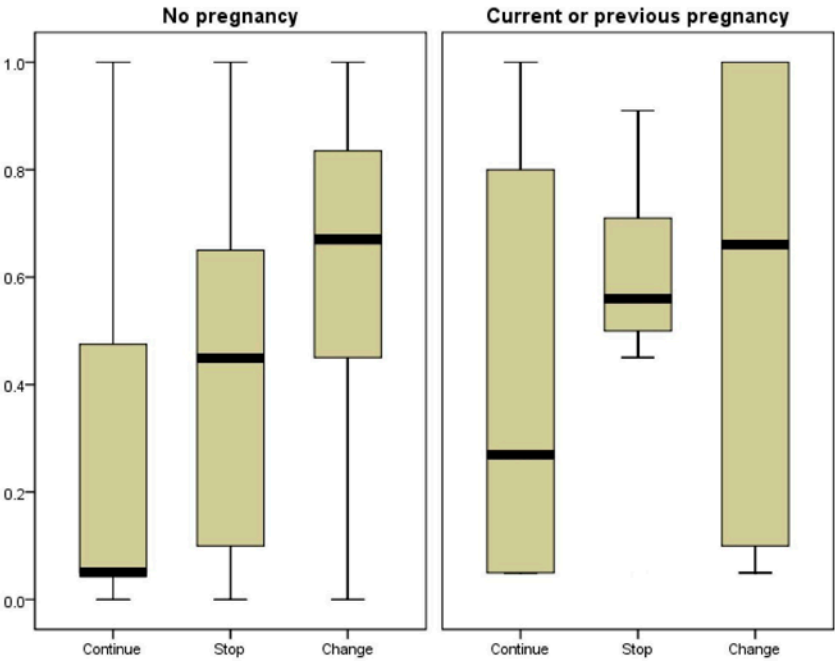 No pregnancy
Current or previous pregnancy
1.0
0.8
0.6
0.4
0.2
0.0
Continue
Stop
Change
Continue
Stop
Change